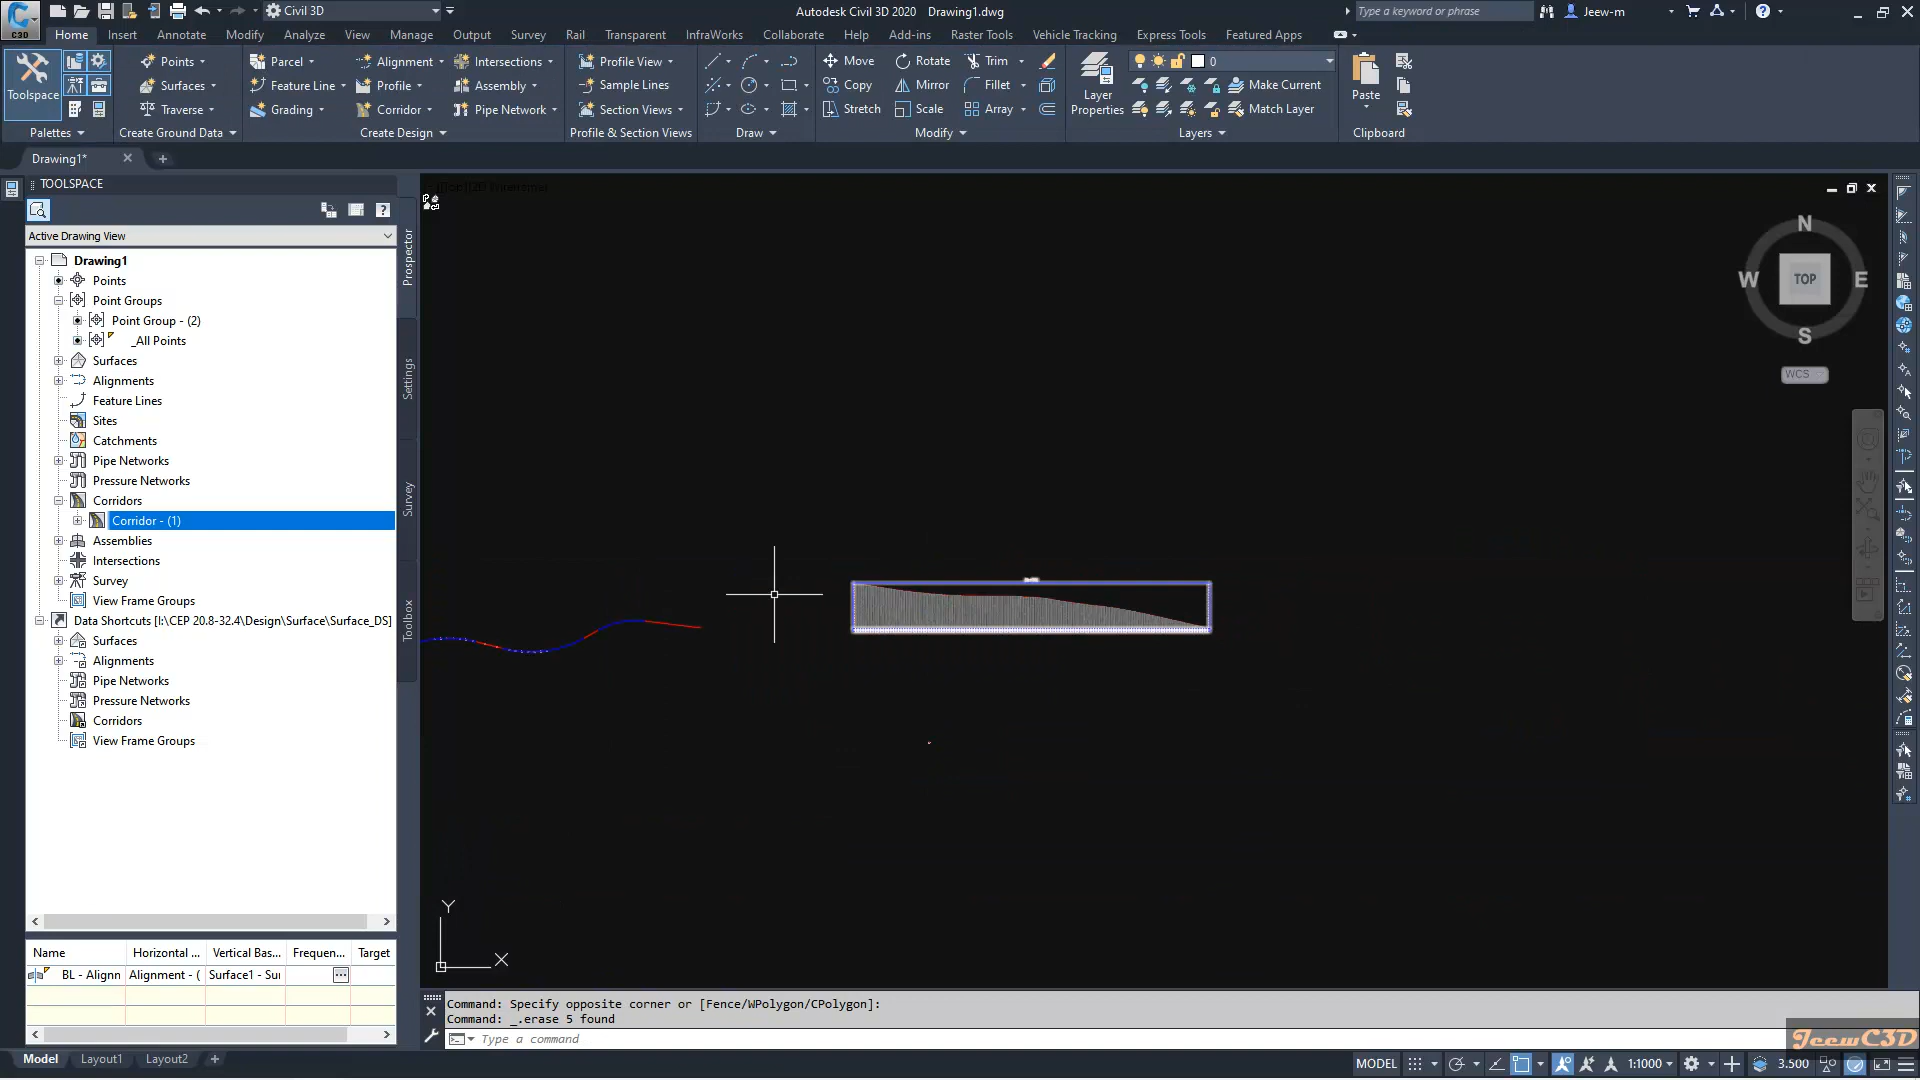 Civil 3D
Autodesk Civil 3D 2020 Drawing1.dwg
Type a keyword or phrase
Jeew-m
C3D
Home Insert Annotate Modify Analyze View Manage Output Survey Rail Transparent InfraWorks Collaborate Help Add-ins Raster Tools Vehicle Tracking Express Tools Featured Apps
Points Parcel Alignment Intersections Profile View Move Rotate Trim 0
Toolspace Surfaces Feature Line Profile Assembly Sample Lines Copy Mirror Fillet Layer Properties Make Current Paste
Traverse Grading Corridor Pipe Network Section Views Stretch Scale Array Match Layer
Palettes Create Ground Data Create Design Profile & Section Views Draw Modify Layers Clipboard
Drawing1*
TOOLSPACE
Active Drawing View
Drawing1
Points
Point Groups
Point Group - (2)
_All Points
Surfaces
Alignments
Feature Lines
Sites
Catchments
Pipe Networks
Pressure Networks
Corridors
Corridor - (1)
Assemblies
Intersections
Survey
View Frame Groups
Data Shortcuts [I:\CEP 20.8-32.4\Design\Surface\Surface_DS]
Surfaces
Alignments
Pipe Networks
Pressure Networks
Corridors
View Frame Groups
Prospector
Settings
Survey
Toolbox
N
W TOP E
S
WCS
Y
X
Name Horizontal ... Vertical Bas... Frequen... Target
BL - Alignn Alignment - ( Surface1 - Sur ...
Command: Specify opposite corner or [Fence/WPolygon/CPolygon]:
Command: _.erase 5 found
Type a command
JeewC3D
Model Layout1 Layout2
MODEL 1:1000 3.500